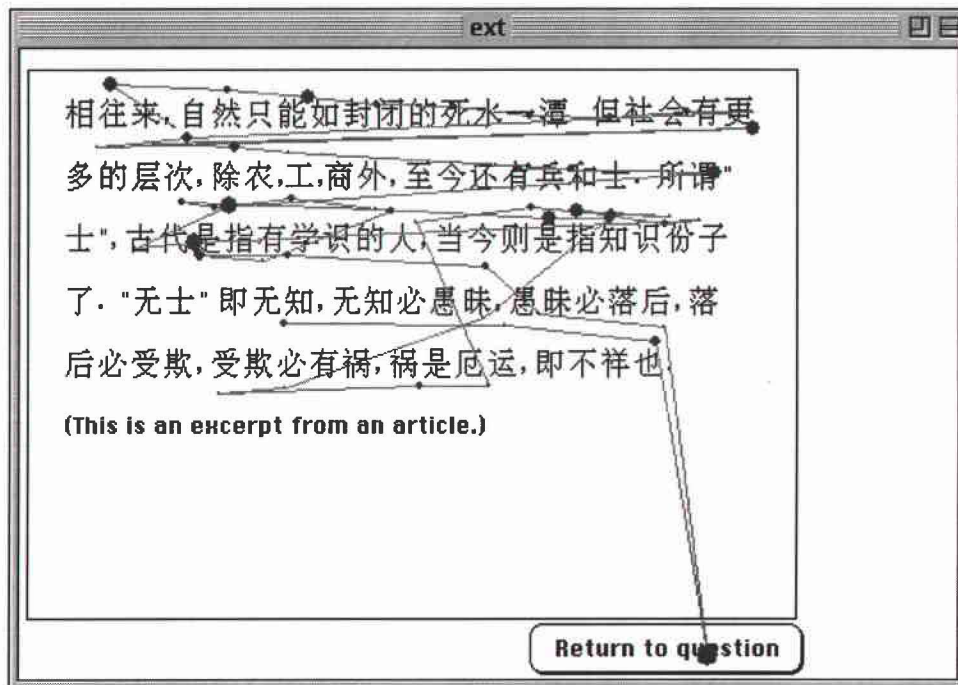 ext
相往来,自然只能如封闭的死水一潭 但社会有更
多的层次,除农,工,商外,至今还有兵和士. 所谓"
士",古代是指有学识的人,当今则是指知识份子
了. "无士" 即无知,无知必愚昧,愚昧必落后,落
后必受欺,受欺必有祸,祸是厄运,即不祥也.
(This is an excerpt from an article.)
Return to question